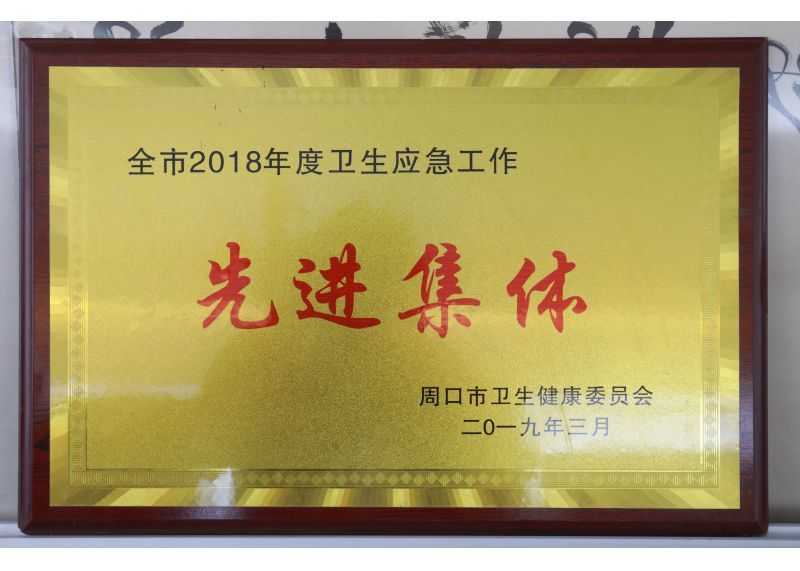 全市2018年度卫生应急工作
先进集体
周口市卫生健康委员会
二0一九年三月